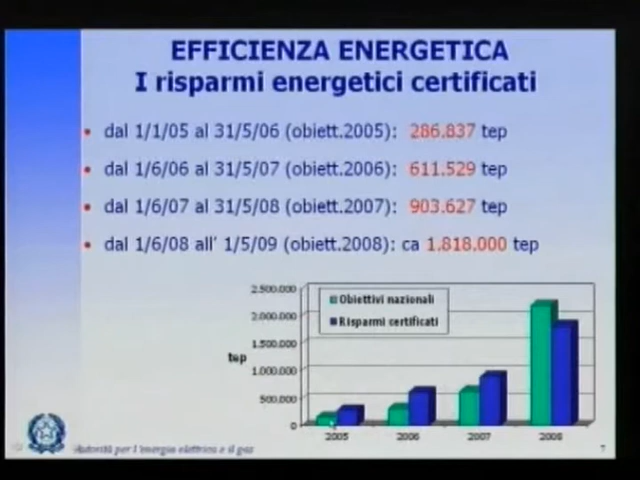 EFFICIENZA ENERGETICA
I risparmi energetici certificati
• dal 1/1/05 al 31/5/06 (obiett.2005): 286.837 tep
• dal 1/6/06 al 31/5/07 (obiett.2006): 611.529 tep
• dal 1/6/07 al 31/5/08 (obiett.2007): 903.627 tep
• dal 1/6/08 all' 1/5/09 (obiett.2008): ca 1.818.000 tep
2.500.000
Obiettivi nazionali
2.000.000
Risparmi certificati
1.500.000
tep
1.000.000
500.000
0
2005 2006 2007 2008
Autorità per l'energia elettrica e il gas
7